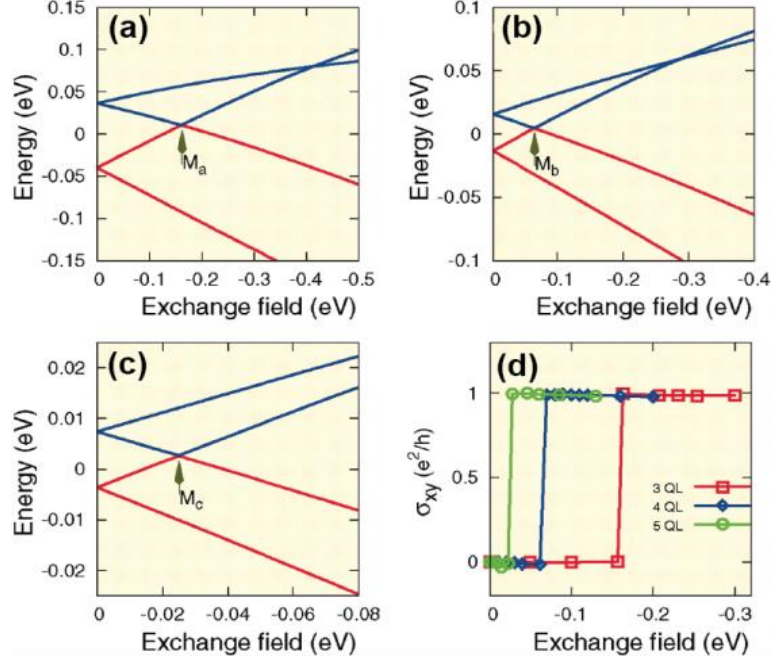 (a)
Energy (eV)
0.15
0.1
0.05
0
-0.05
-0.1
-0.15
M_a
0 -0.1 -0.2 -0.3 -0.4 -0.5
Exchange field (eV)
(b)
Energy (eV)
0.1
0.05
0
-0.05
-0.1
M_b
0 -0.1 -0.2 -0.3 -0.4
Exchange field (eV)
(c)
Energy (eV)
0.02
0.01
0
-0.01
-0.02
M_c
0 -0.02 -0.04 -0.06 -0.08
Exchange field (eV)
(d)
σ_xy (e²/h)
1
0.5
0
3 QL
4 QL
5 QL
0 -0.1 -0.2 -0.3
Exchange field (eV)